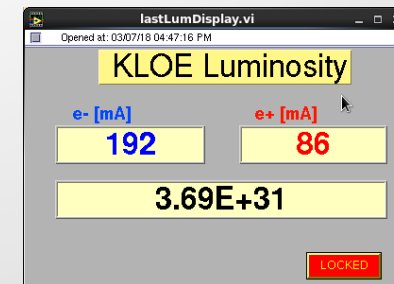 lastLumDisplay.vi
Opened at: 03/07/18 04:47:16 PM
KLOE Luminosity
e- [mA] e+ [mA]
192 86
3.69E+31
LOCKED